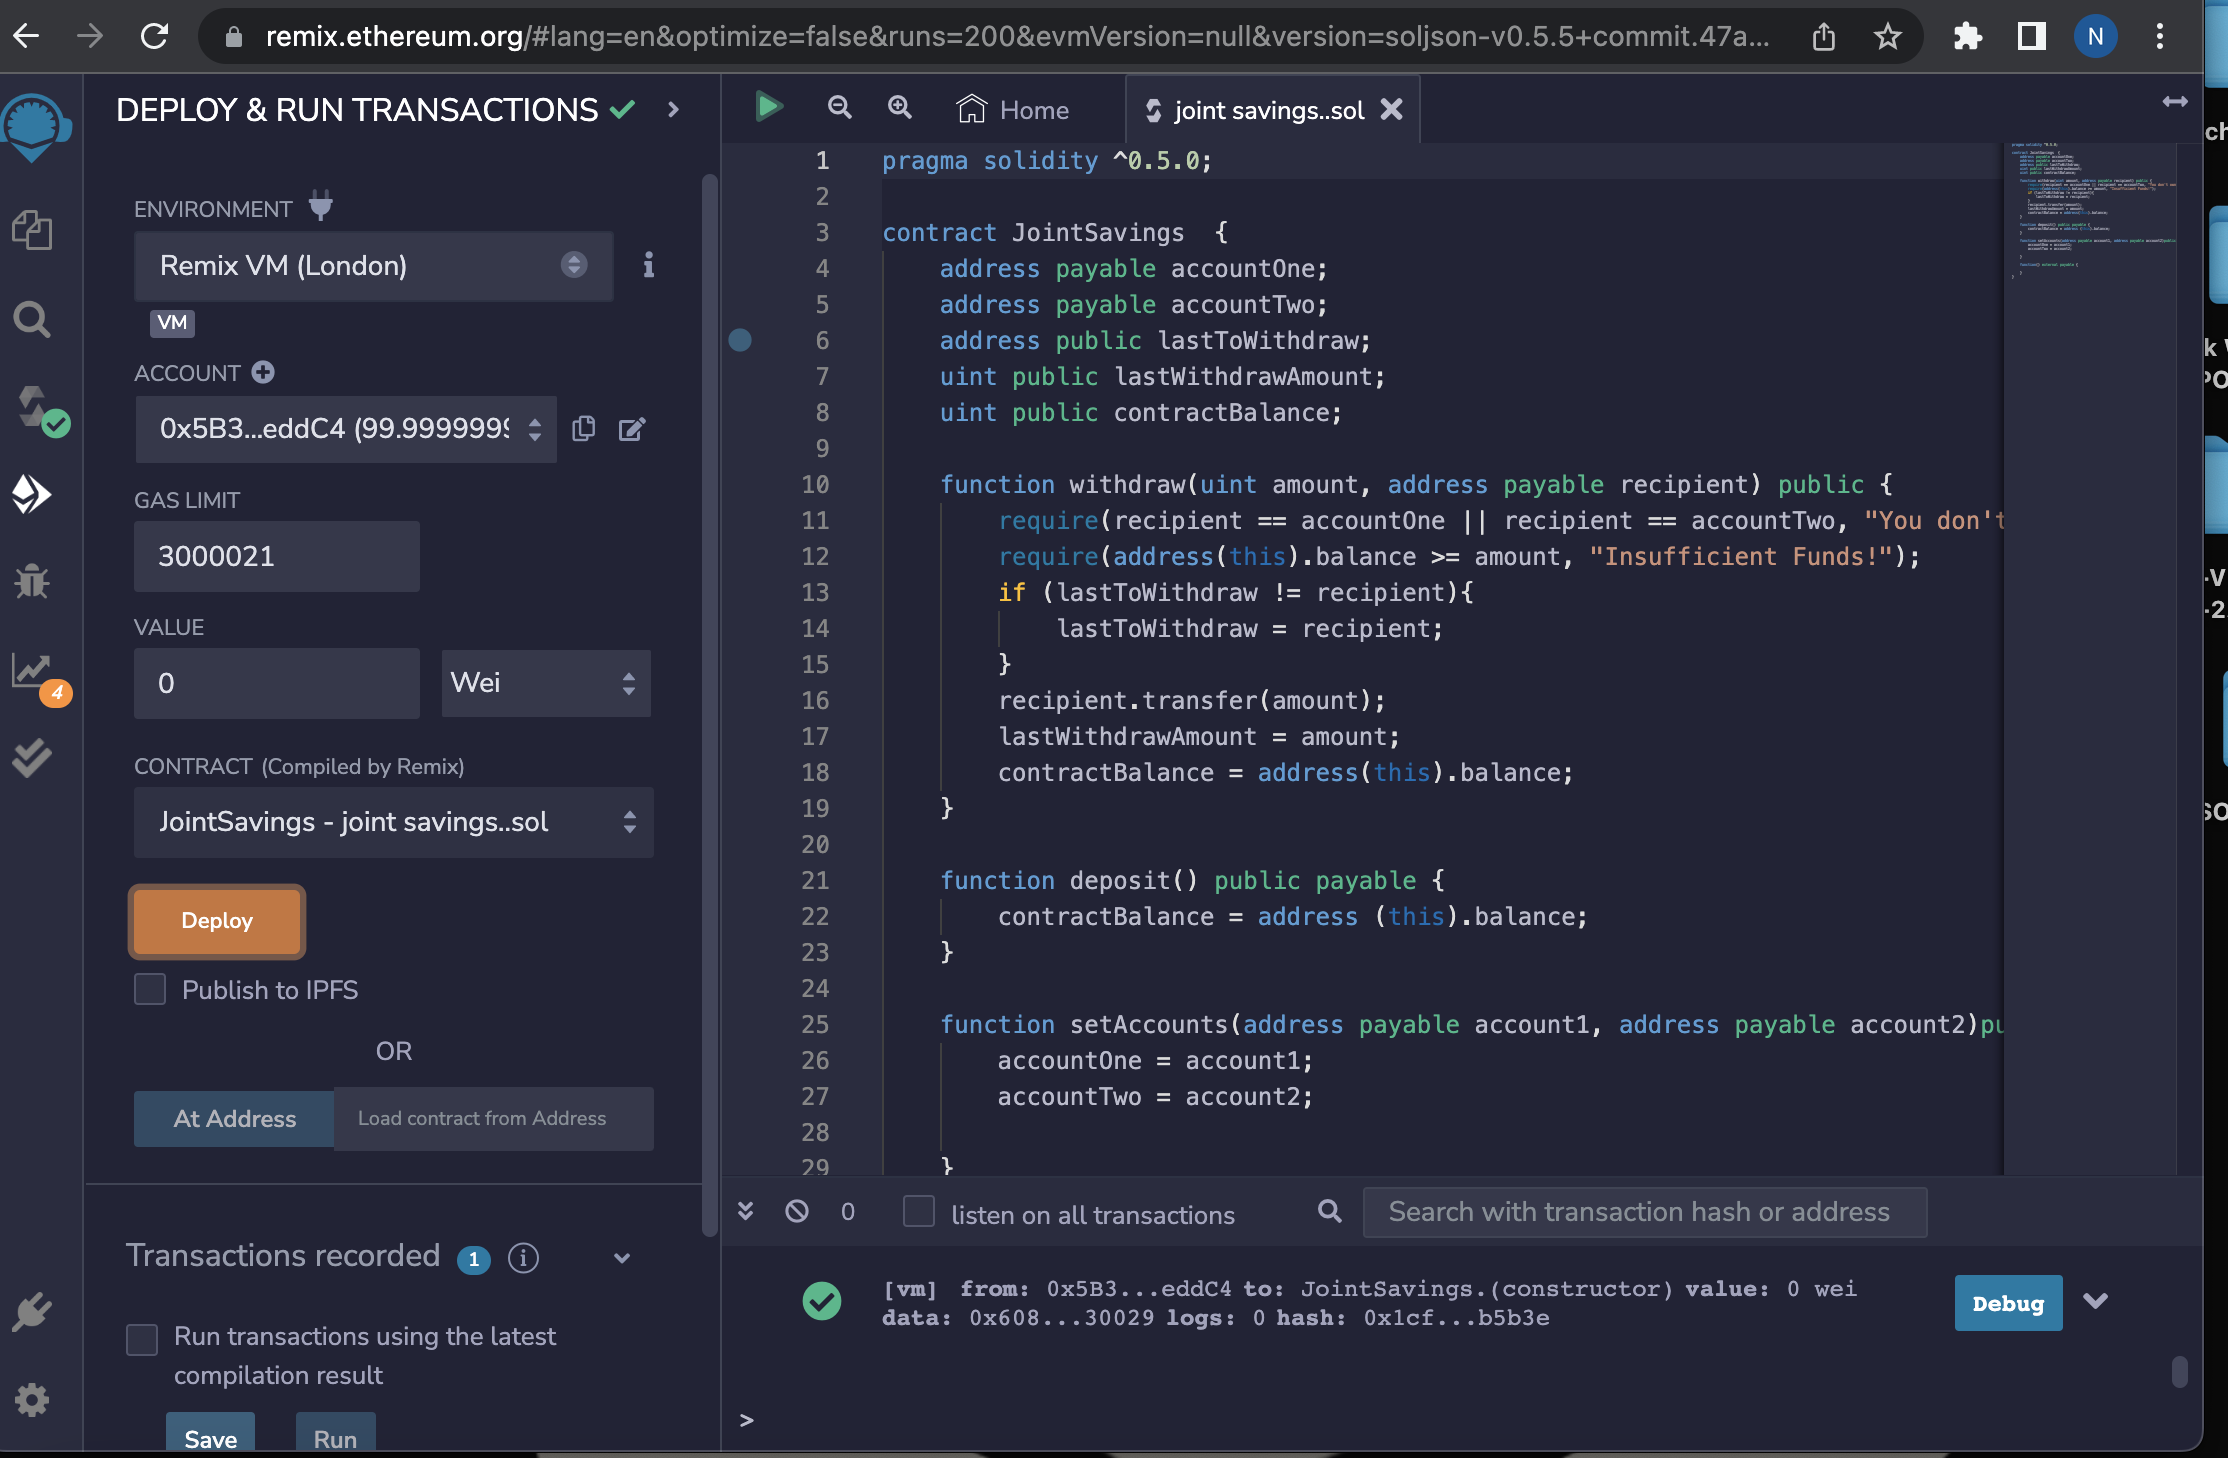 remix.ethereum.org/#lang=en&optimize=false&runs=200&evmVersion=null&version=soljson-v0.5.5+commit.47a...
N
DEPLOY & RUN TRANSACTIONS
ENVIRONMENT
Remix VM (London)
VM
ACCOUNT
0x5B3...eddC4 (99.9999999
GAS LIMIT
3000021
VALUE
0
Wei
CONTRACT (Compiled by Remix)
JointSavings - joint savings..sol
Deploy
Publish to IPFS
OR
At Address
Load contract from Address
Transactions recorded 1
Run transactions using the latest
compilation result
Save
Run
4
Home
joint savings..sol
1 pragma solidity ^0.5.0;
2
3 contract JointSavings  {
4     address payable accountOne;
5     address payable accountTwo;
6     address public lastToWithdraw;
7     uint public lastWithdrawAmount;
8     uint public contractBalance;
9
10     function withdraw(uint amount, address payable recipient) public {
11         require(recipient == accountOne || recipient == accountTwo, "You don't
12         require(address(this).balance >= amount, "Insufficient Funds!");
13         if (lastToWithdraw != recipient){
14             lastToWithdraw = recipient;
15         }
16         recipient.transfer(amount);
17         lastWithdrawAmount = amount;
18         contractBalance = address(this).balance;
19     }
20
21     function deposit() public payable {
22         contractBalance = address (this).balance;
23     }
24
25     function setAccounts(address payable account1, address payable account2)pu
26         accountOne = account1;
27         accountTwo = account2;
28
29     }
0
listen on all transactions
Search with transaction hash or address
[vm] from: 0x5B3...eddC4 to: JointSavings.(constructor) value: 0 wei
data: 0x608...30029 logs: 0 hash: 0x1cf...b5b3e
Debug
>